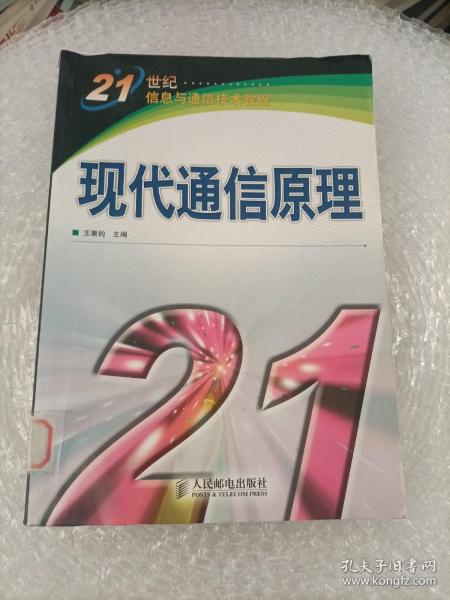 21世纪
信息与通信技术教程
现代通信原理
王秉钧 主编
21
人民邮电出版社
POSTS & TELECOM PRESS
孔夫子旧书网
www.kongfz.com